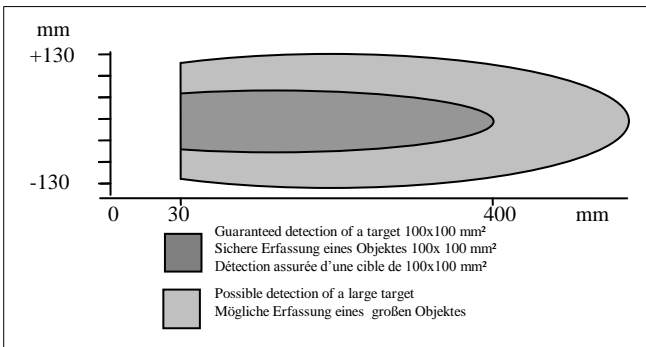 mm
+130
-130
0 30 400 mm
Guaranteed detection of a target 100x100 mm²
Sichere Erfassung eines Objektes 100x 100 mm²
Détection assurée d’une cible de 100x100 mm²
Possible detection of a large target
Mögliche Erfassung eines  großen Objektes